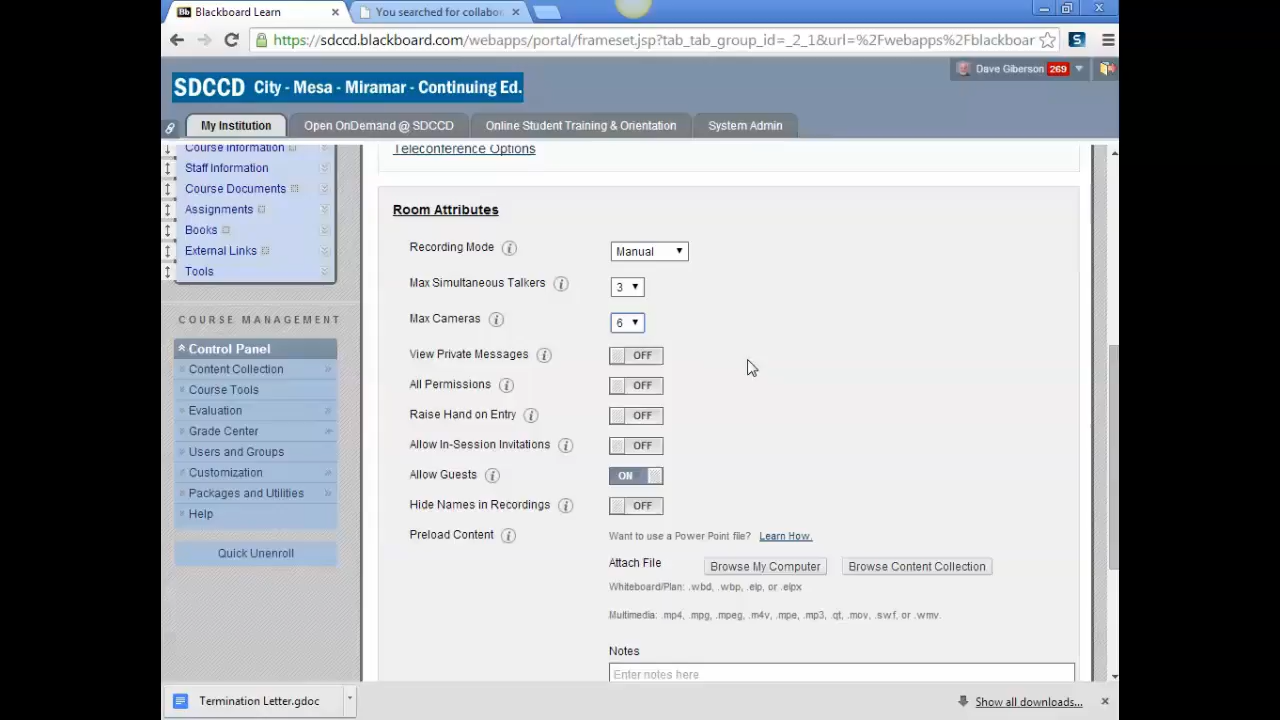 Bb Blackboard Learn × You searched for collabor ×
https://sdccd.blackboard.com/webapps/portal/frameset.jsp?tab_tab_group_id=_2_1&url=%2Fwebapps%2Fblackboar
Dave Giberson 269
SDCCD City - Mesa - Miramar - Continuing Ed.
My Institution Open OnDemand @ SDCCD Online Student Training & Orientation System Admin
Course Information
Staff Information
Course Documents
Assignments
Books
External Links
Tools
COURSE MANAGEMENT
Control Panel
Content Collection
Course Tools
Evaluation
Grade Center
Users and Groups
Customization
Packages and Utilities
Help
Quick Unenroll
Teleconference Options
Room Attributes
Recording Mode Manual
Max Simultaneous Talkers 3
Max Cameras 6
View Private Messages OFF
All Permissions OFF
Raise Hand on Entry OFF
Allow In-Session Invitations OFF
Allow Guests ON
Hide Names in Recordings OFF
Preload Content Want to use a Power Point file? Learn How.
Attach File Browse My Computer Browse Content Collection
Whiteboard/Plan: .wbd, .wbp, .elp, or .elpx
Multimedia: .mp4, .mpg, .mpeg, .m4v, .mpe, .mp3, .qt, .mov, .swf, or .wmv.
Notes
Enter notes here
Termination Letter.gdoc
Show all downloads...